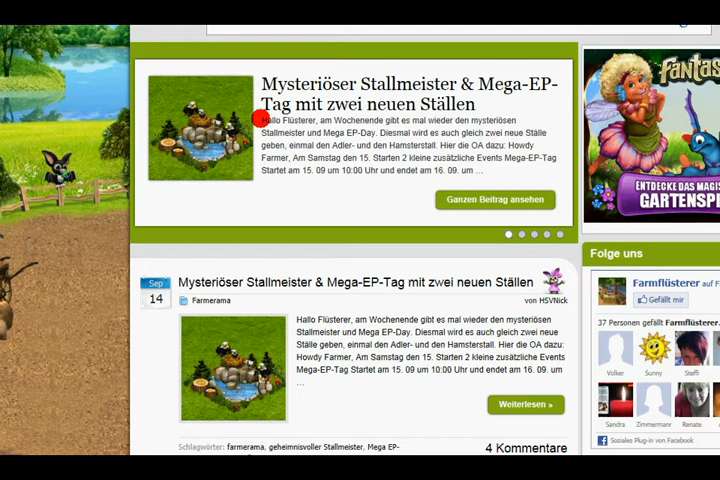 Mysteriöser Stallmeister & Mega-EP-
Tag mit zwei neuen Ställen
Hallo Flüsterer, am Wochenende gibt es mal wieder den mysteriösen
Stallmeister und Mega EP-Day. Diesmal wird es auch gleich zwei neue Ställe
geben, einmal den Adler- und den Hamsterstall. Hier die OA dazu: Howdy
Farmer, Am Samstag den 15. Starten 2 kleine zusätzliche Events Mega-EP-Tag
Startet am 15. 09 um 10:00 Uhr und endet am 16. 09. um ...
Ganzen Beitrag ansehen
Fantas
ENTDECKE DAS MAGIS
GARTENSPI
Sep
14
Mysteriöser Stallmeister & Mega-EP-Tag mit zwei neuen Ställen
Farmerama
von HSVNick
Hallo Flüsterer, am Wochenende gibt es mal wieder den mysteriösen
Stallmeister und Mega EP-Day. Diesmal wird es auch gleich zwei neue
Ställe geben, einmal den Adler- und den Hamsterstall. Hier die OA dazu:
Howdy Farmer, Am Samstag den 15. Starten 2 kleine zusätzliche Events
Mega-EP-Tag Startet am 15. 09 um 10:00 Uhr und endet am 16. 09. um
...
Weiterlesen »
Schlagwörter: farmerama, geheimnisvoller Stallmeister, Mega EP-
4 Kommentare
Folge uns
Farmflüsterer auf F
Gefällt mir
37 Personen gefällt Farmflüsterer.
Volker Sunny Steffi
Sandra Zimmermann Renate A
Soziales Plug-in von Facebook